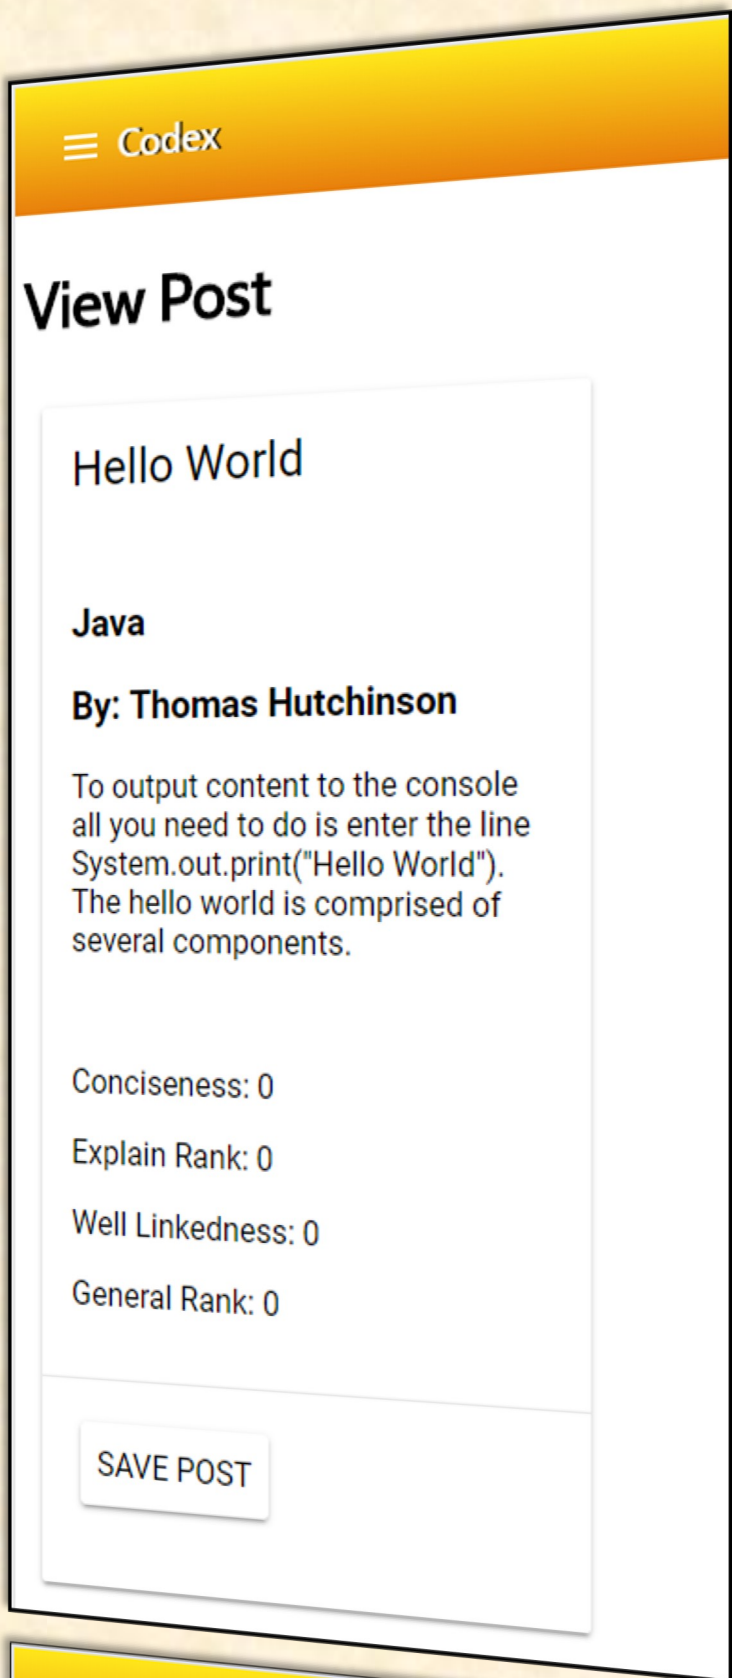 Codex
View Post
Hello World
Java
By: Thomas Hutchinson
To output content to the console
all you need to do is enter the line
System.out.print("Hello World").
The hello world is comprised of
several components.
Conciseness: 0
Explain Rank: 0
Well Linkedness: 0
General Rank: 0
SAVE POST